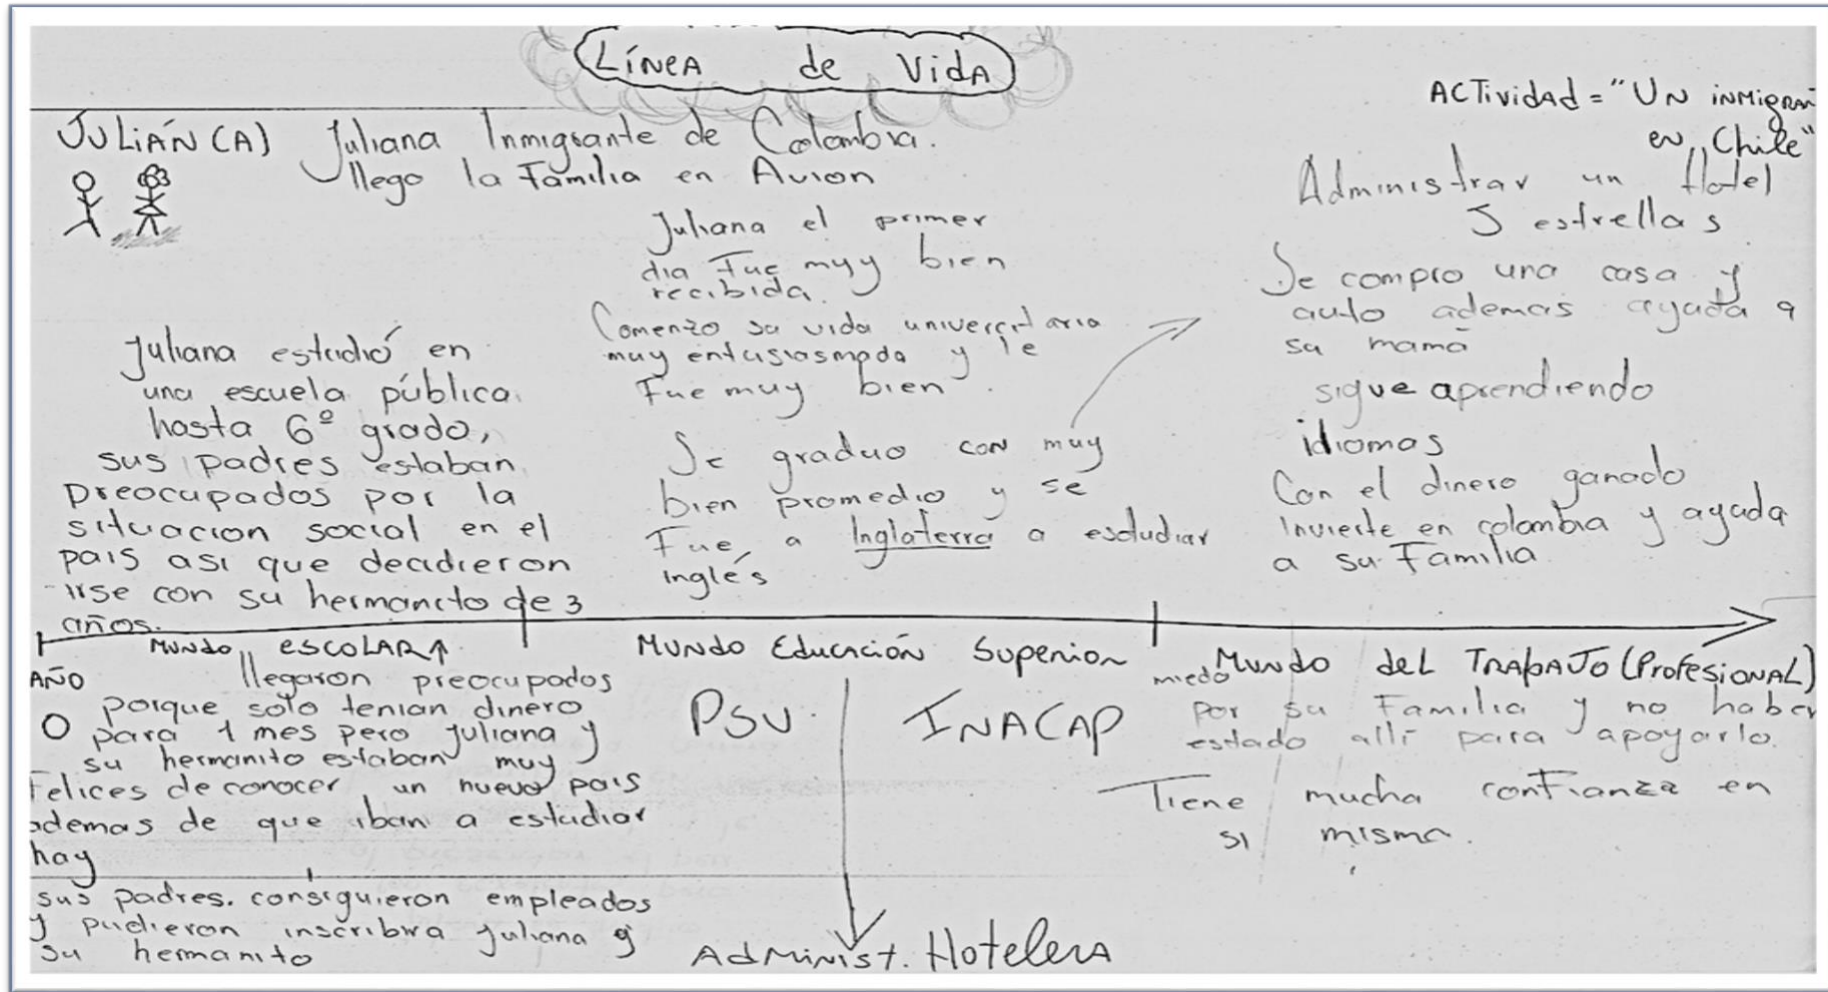 Línea de Vida
ACTividAd = "UN iNMigran
en Chile"
JULIÁN (A)
Juliana Inmigrante de Colombia.
llego la Familia en Avion
Juliana estudió en
una escuela pública
hasta 6º grado,
sus padres estaban
preocupados por la
situacion social en el
pais asi que decidieron
irse con su hermancito de 3
años.
Juliana el primer
dia Fue muy bien
recibida.
Comenzo su vida
muy entusiasmada y le
Fue muy bien.
Se graduo con muy
bien promedio y se
Fue, a Inglaterra a esdudiar
inglés
Administrar un Hotel
5 estrellas
Se compro una casa y
auto ademas ayuda a
su mamá
sigue aprendiendo
idiomas
Con el dinero ganado
Invierte en colombia y ayuda
a su Familia
Mundo escolar
AÑO
0
llegaron preocupados
porque solo tenian dinero
para 1 mes pero Juliana y
su hermanito estaban muy
Felices de conocer un nuevo pais
ademas de que iban a estudiar
hay
sus padres. consiguieron empleados
y pudieron inscribira Juliana y
su hermanito
Mundo Educación Superior
PSU INACAP
Administ. Hotelera
Mundo del Trabajo (Profesional)
miedo
por su Familia y no haber
estado allí para apoyarlo.
Tiene mucha confianza en
si misma.